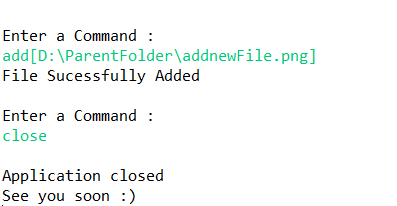 Enter a Command :
add[D:\ParentFolder\addnewFile.png]
File Sucessfully Added
Enter a Command :
close
Application closed
See you soon :)